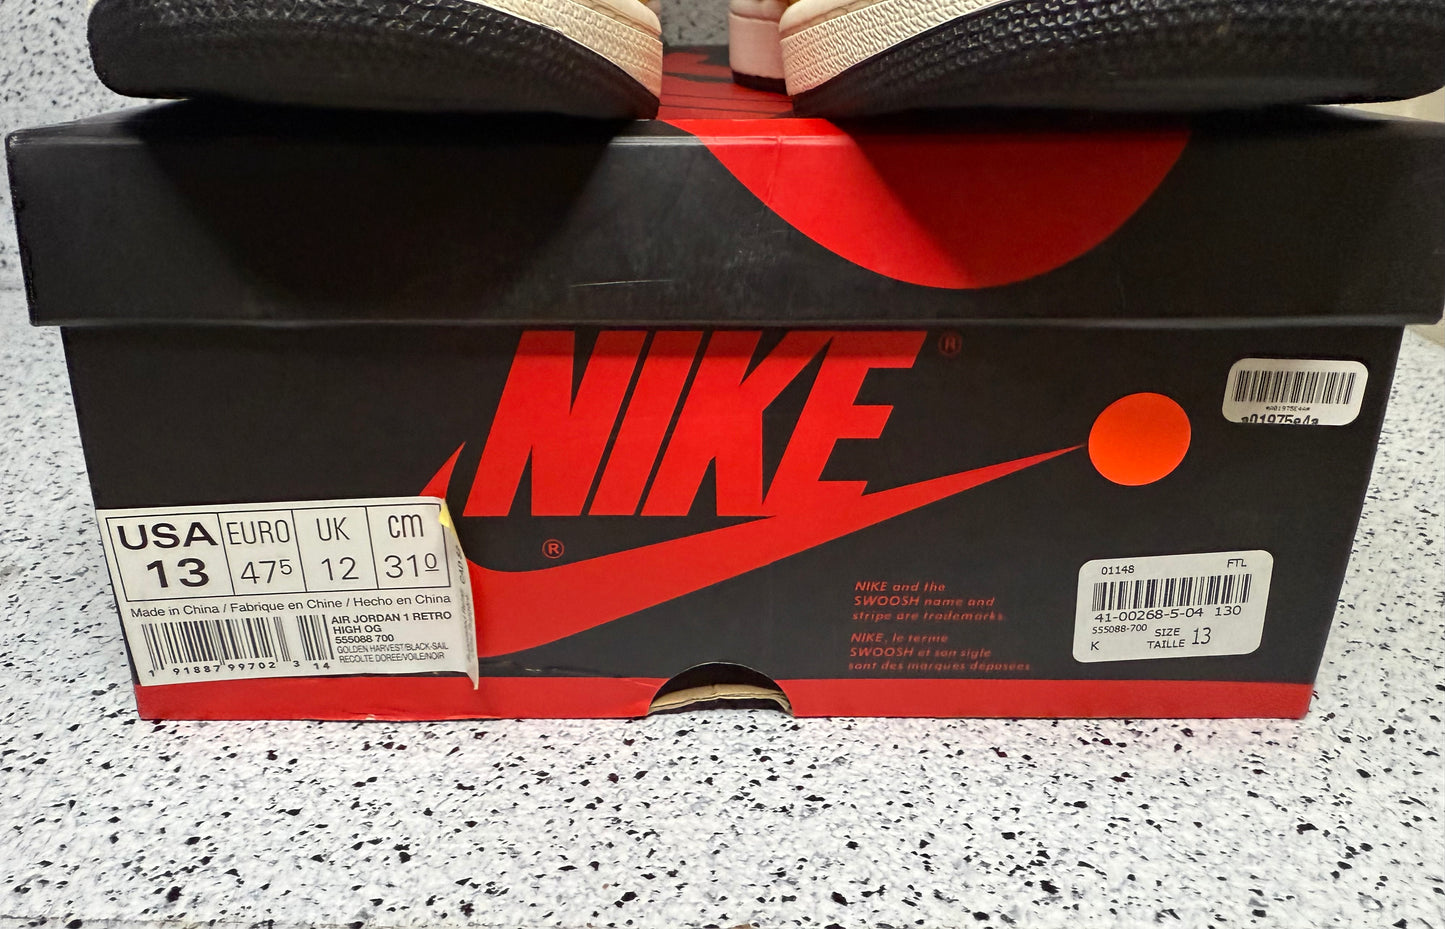 NIKE ®
®
*A01975E4A*
a01975e4a
USA EURO UK cm
13 47 5 12 31 0
Made in China / Fabrique en Chine / Hecho en China
AIR JORDAN 1 RETRO
HIGH OG
555088 700
GOLDEN HARVEST/BLACK-SAIL
RECOLTE DOREE/VOILE/NOIR
1 91887 99702 3 14
NIKE and the
SWOOSH name and
stripe are trademarks
NIKE, le terme
SWOOSH et son sigle
sont des marques déposées
01148 FTL
41-00268-5-04 130
555088-700 SIZE
K TAILLE 13